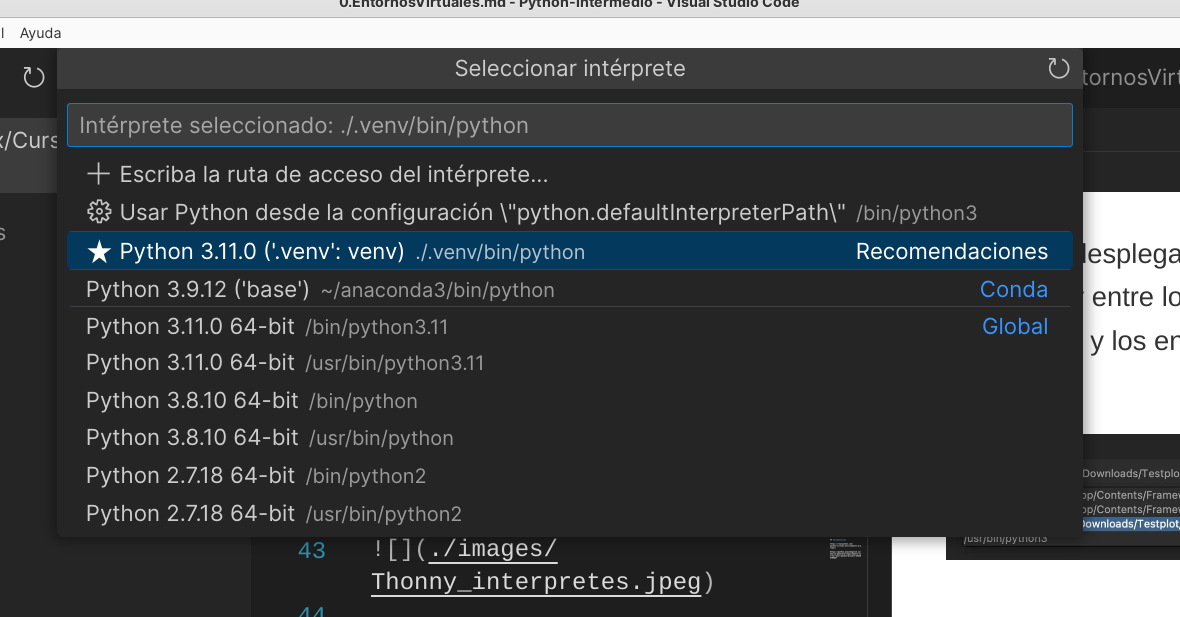 0.EntornosVirtuales.md - Python-Intermedio - Visual Studio Code
Ayuda
Seleccionar intérprete
Intérprete seleccionado: ./.venv/bin/python
Escriba la ruta de acceso del intérprete...
Usar Python desde la configuración \"python.defaultInterpreterPath\" /bin/python3
Python 3.11.0 ('.venv': venv) ./.venv/bin/python Recomendaciones
Python 3.9.12 ('base') ~/anaconda3/bin/python Conda
Python 3.11.0 64-bit /bin/python3.11 Global
Python 3.11.0 64-bit /usr/bin/python3.11
Python 3.8.10 64-bit /bin/python
Python 3.8.10 64-bit /usr/bin/python
Python 2.7.18 64-bit /bin/python2
Python 2.7.18 64-bit /usr/bin/python2
43 ![](./images/
Thonny_interpretes.jpeg)
44
x/Curs
tornosVirt
desplega
entre lo
y los en
Downloads/Testplo
pp/Contents/Framew
pp/Contents/Framew
Downloads/Testplot
/usr/bin/python3